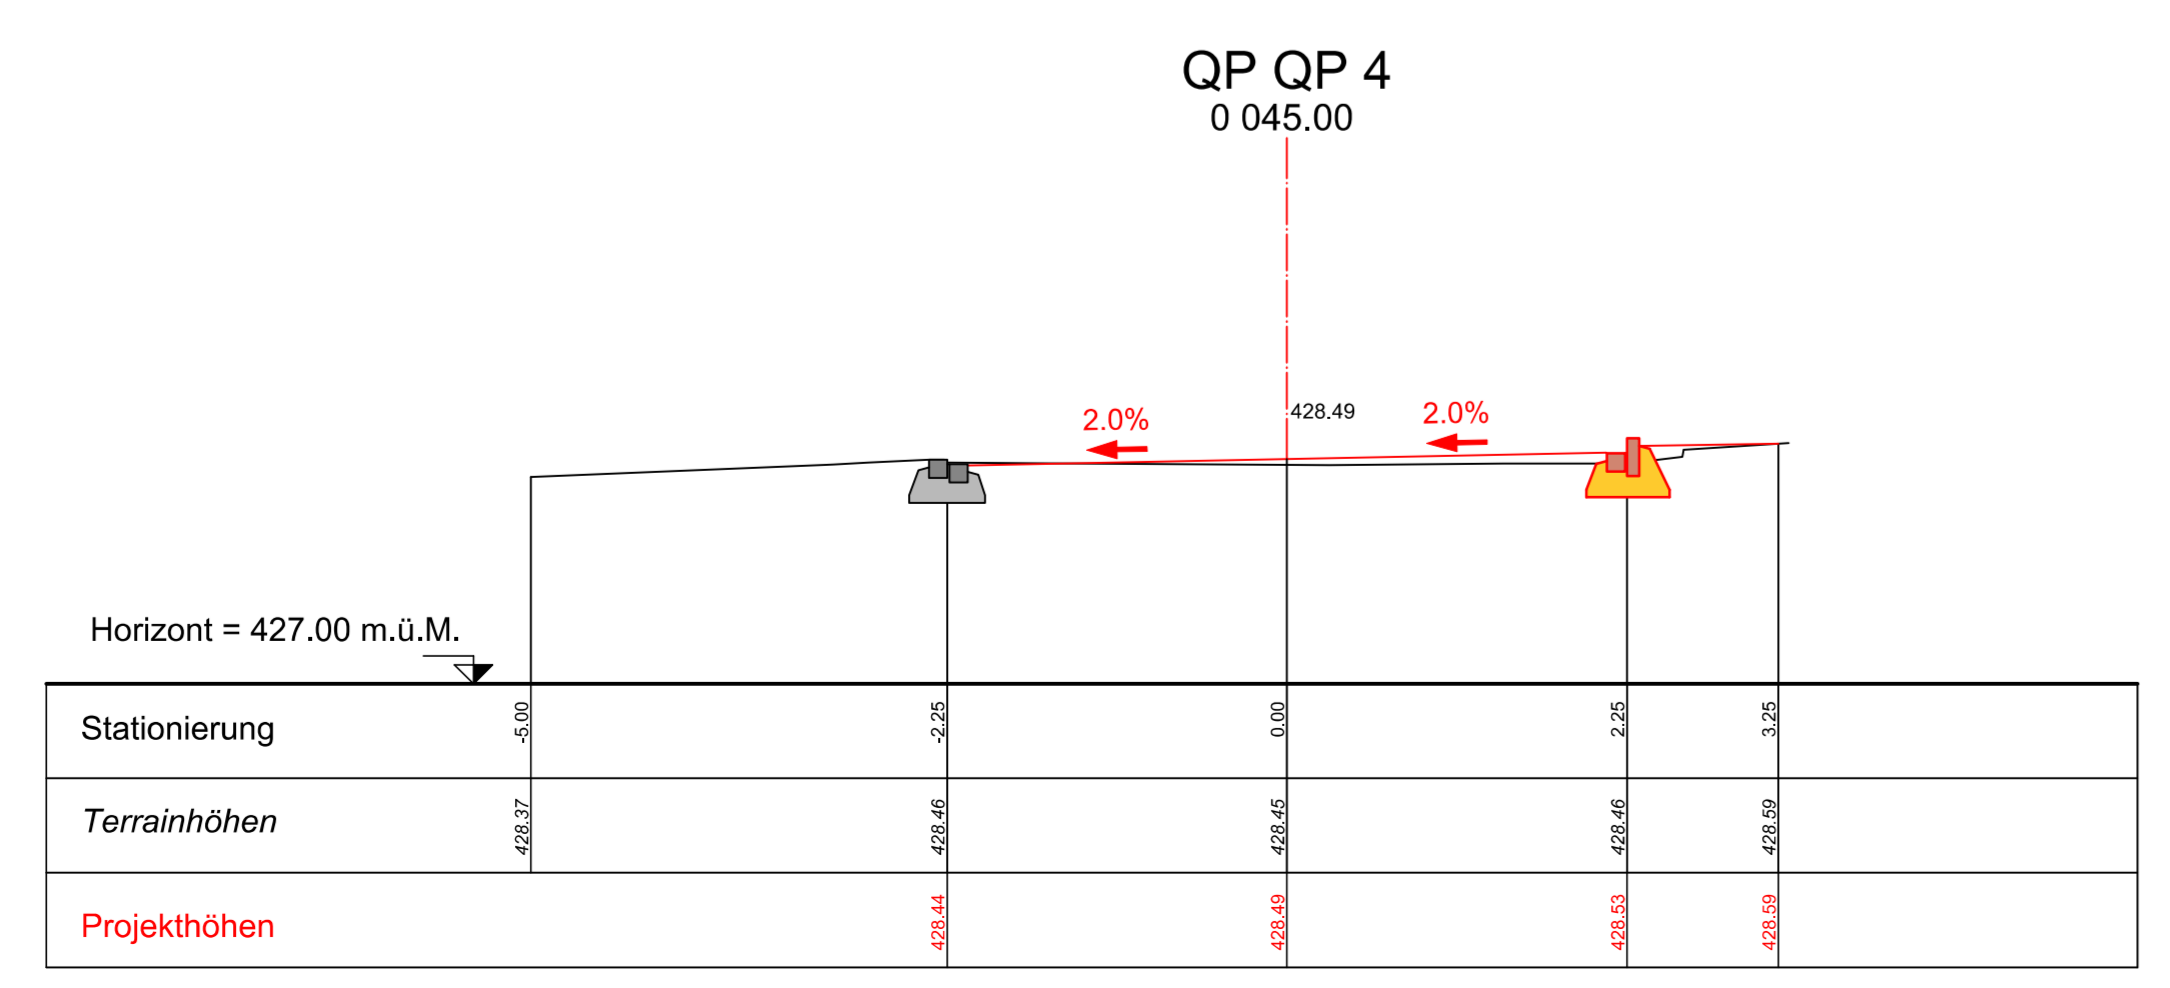 QP QP 4
0 045.00
428.49
2.0%
2.0%
Horizont = 427.00 m.ü.M.
Stationierung -5.00 -2.25 0.00 2.25 3.25
Terrainhöhen 428.37 428.46 428.45 428.46 428.59
Projekthöhen 428.44 428.49 428.53 428.59